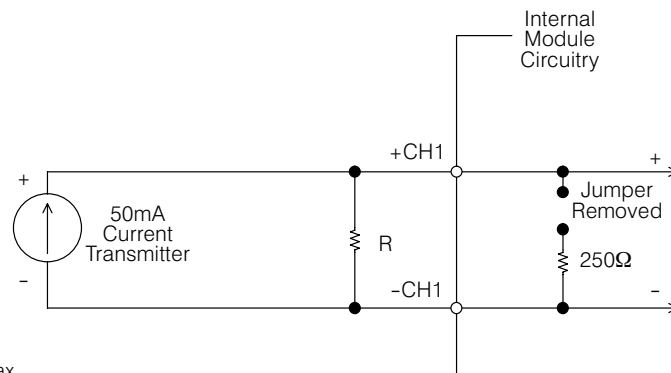 Internal
Module
Circuitry
+CH1
+
+
Jumper
Removed
50mA
Current
Transmitter
R
250Ω
-
-CH1
-